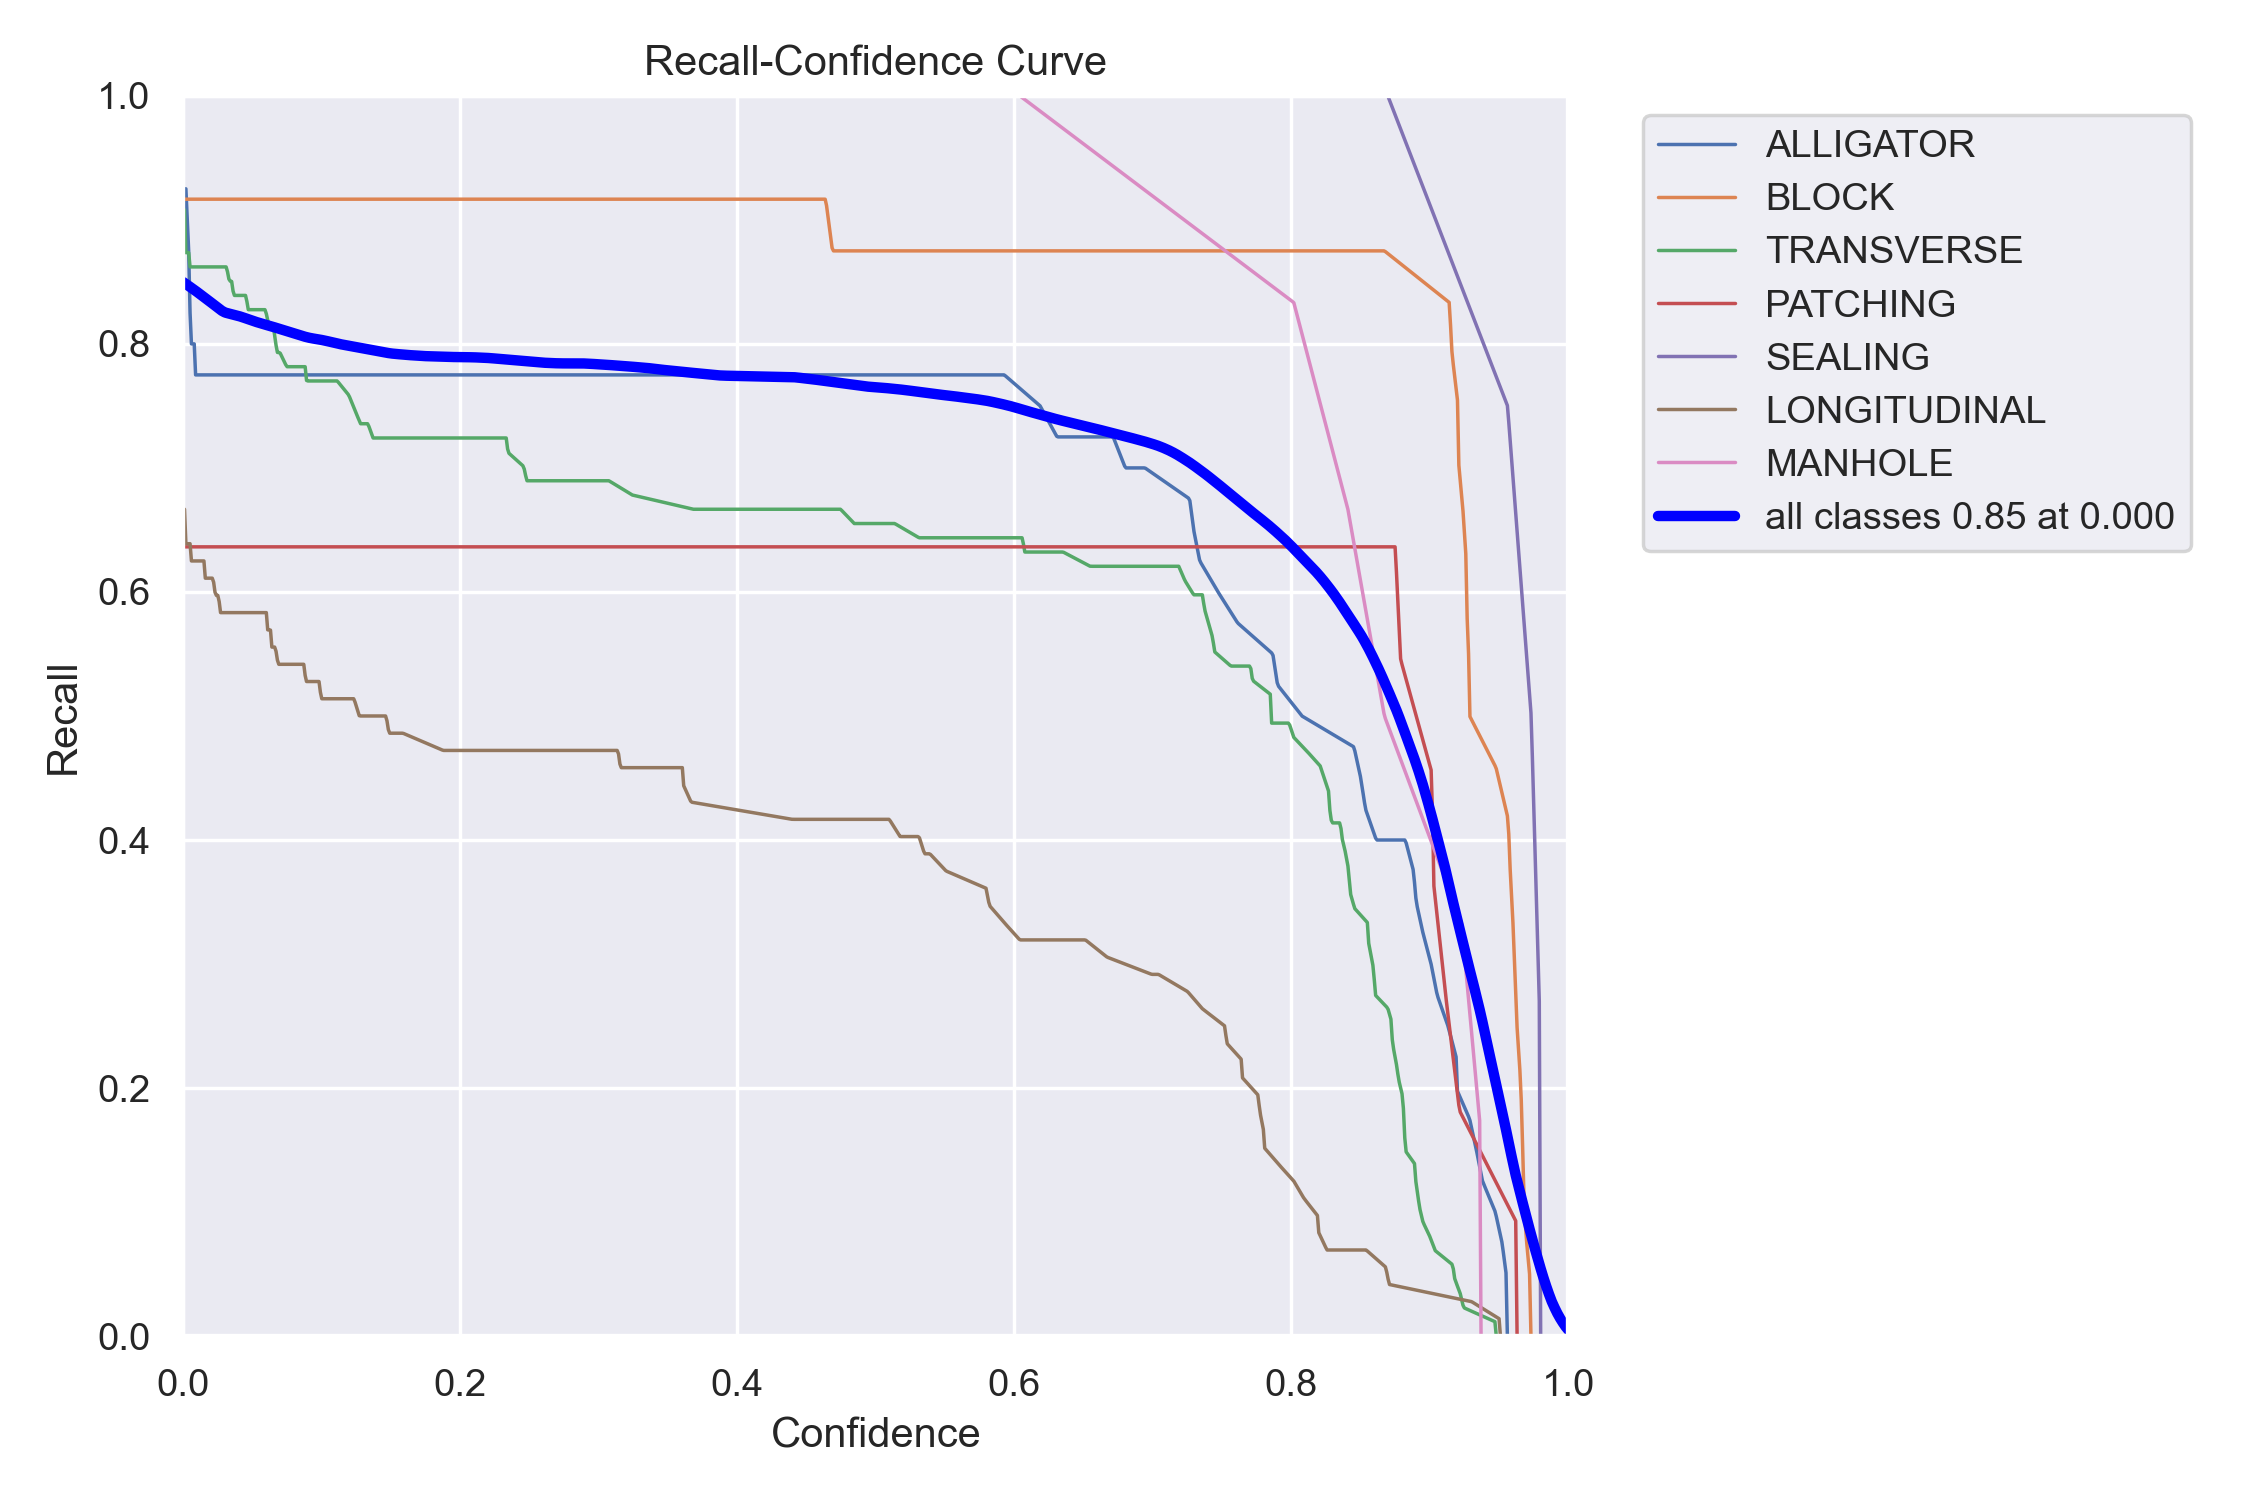 Recall-Confidence Curve
1.0
0.8
0.6
0.4
0.2
0.0
Recall
0.0 0.2 0.4 0.6 0.8 1.0
Confidence
ALLIGATOR
BLOCK
TRANSVERSE
PATCHING
SEALING
LONGITUDINAL
MANHOLE
all classes 0.85 at 0.000